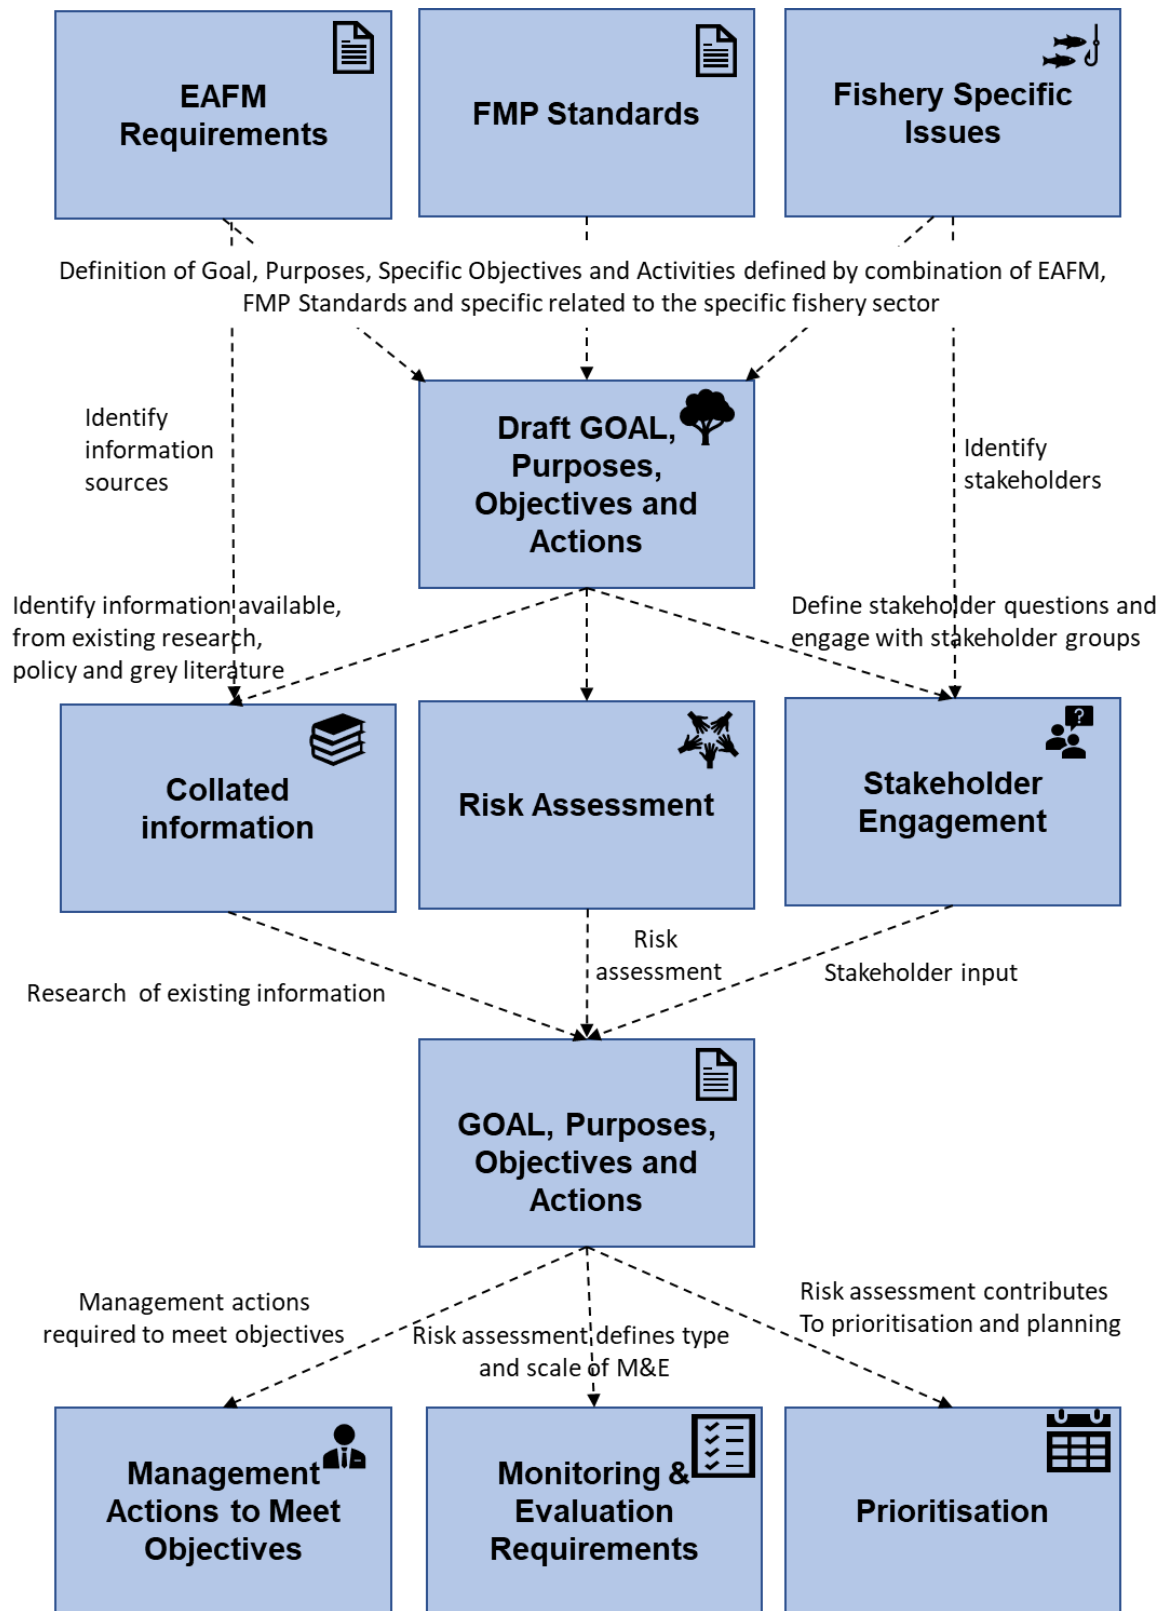 EAFM
Requirements
FMP Standards
Fishery Specific
Issues
Definition of Goal, Purposes, Specific Objectives and Activities defined by combination of EAFM,
FMP Standards and specific related to the specific fishery sector
Identify
information
sources
Draft GOAL,
Purposes,
Objectives and
Actions
Identify
stakeholders
Identify information available,
from existing research,
policy and grey literature
Define stakeholder questions and
engage with stakeholder groups
Collated
information
Risk Assessment
?
Stakeholder
Engagement
Research of existing information
Risk
assessment
Stakeholder input
GOAL, Purposes,
Objectives and
Actions
Management actions
required to meet objectives
Risk assessment defines type
and scale of M&E
Risk assessment contributes
To prioritisation and planning
Management
Actions to Meet
Objectives
Monitoring &
Evaluation
Requirements
Prioritisation